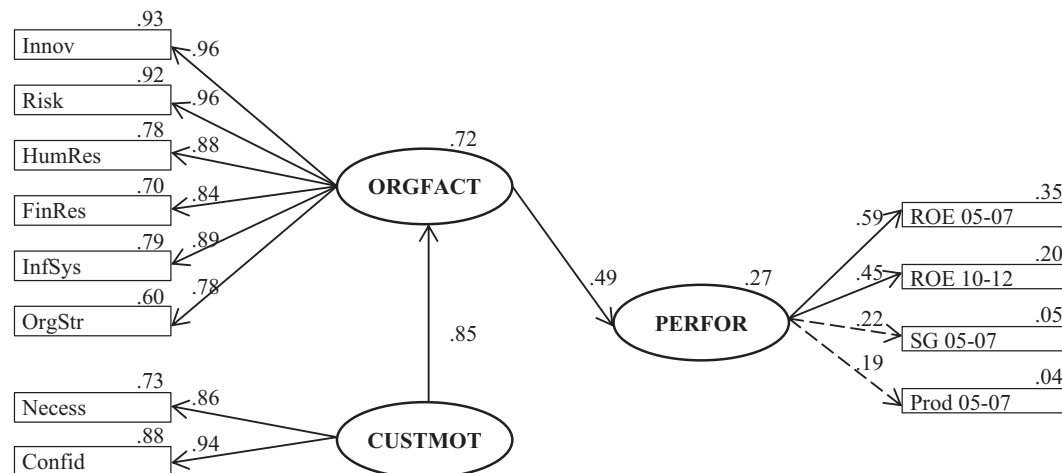 .93
Innov
.96
.92
Risk
.96
.78
HumRes
.88
.70
FinRes
.84
.79
InfSys
.89
.60
OrgStr
.78
.72
ORGFACT
.85
.73
Necess
.86
.88
Confid
.94
CUSTMOT
.49
.27
PERFOR
.35
.59
ROE 05-07
.20
.45
ROE 10-12
.05
.22
SG 05-07
.04
.19
Prod 05-07